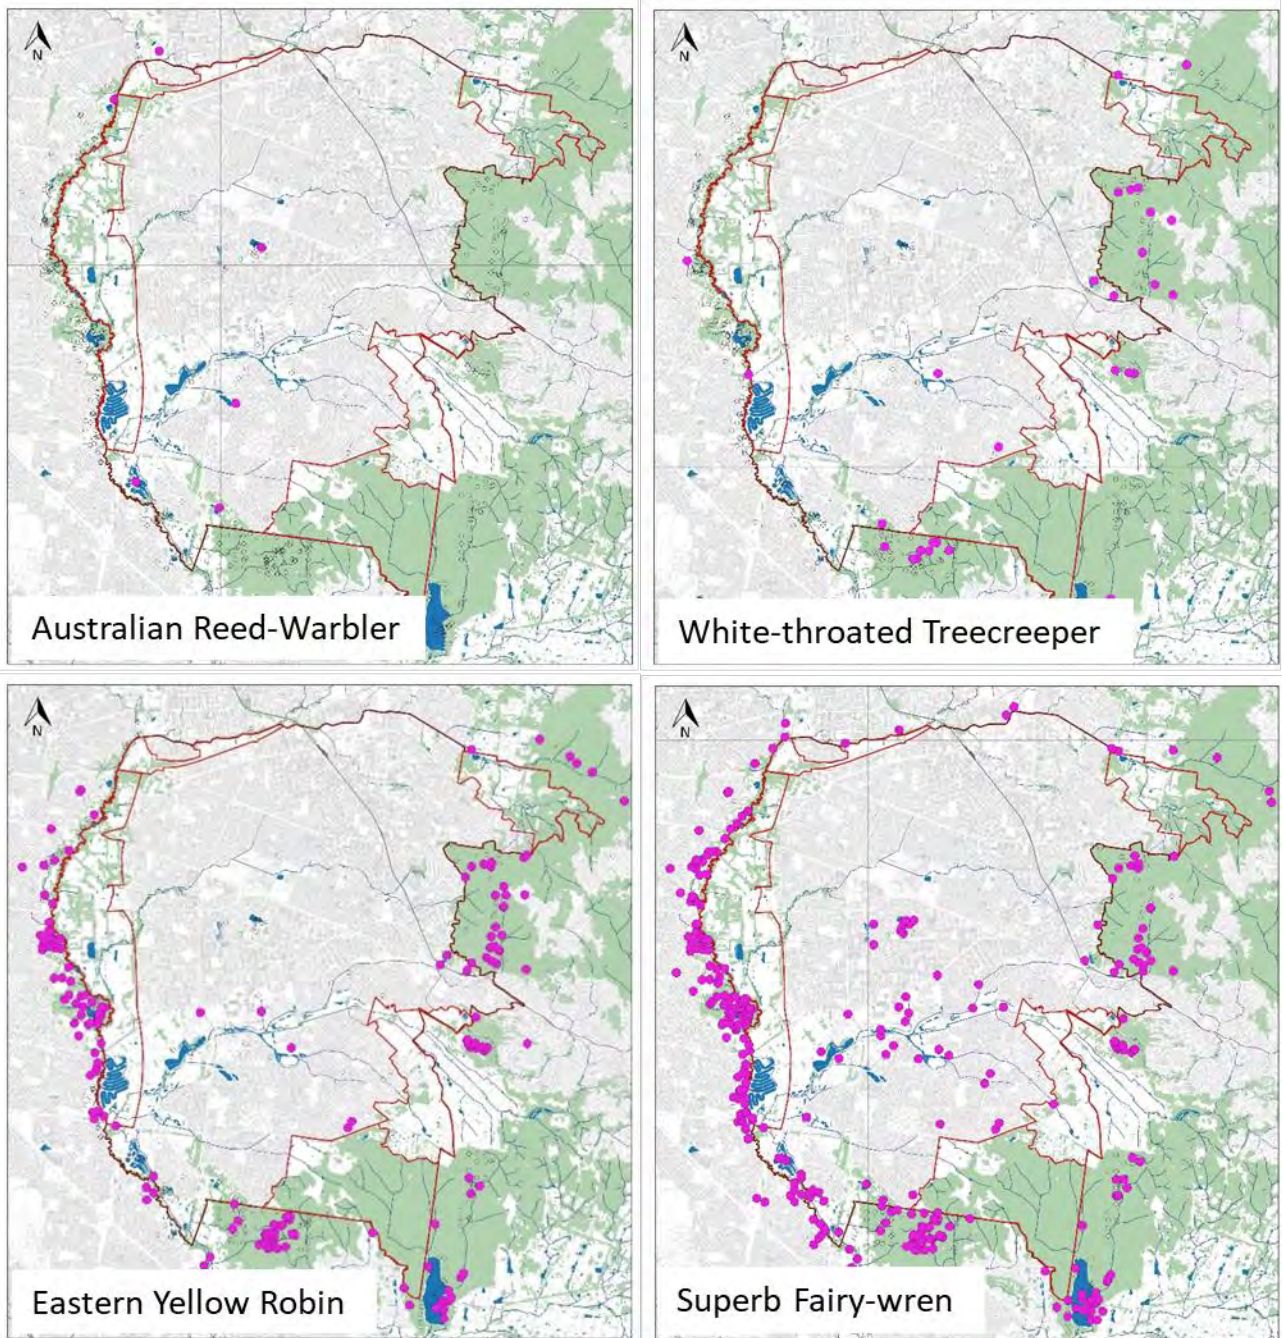 N
N
Australian Reed-Warbler
White-throated Treecreeper
N
N
Eastern Yellow Robin
Superb Fairy-wren